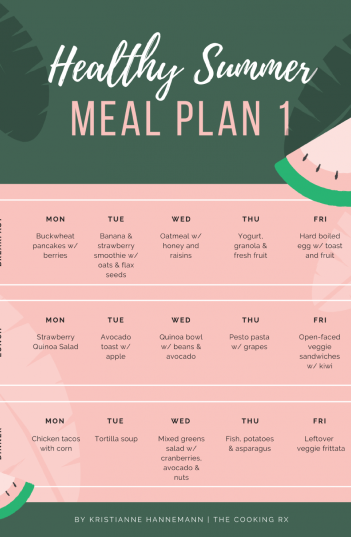 Healthy Summer
MEAL PLAN 1
MON
Buckwheat
pancakes w/
berries
TUE
Banana &
strawberry
smoothie w/
oats & flax
seeds
WED
Oatmeal w/
honey and
raisins
THU
Yogurt,
granola &
fresh fruit
FRI
Hard boiled
egg w/ toast
and fruit
MON
Strawberry
Quinoa Salad
TUE
Avocado
toast w/
apple
WED
Quinoa bowl
w/ beans &
avocado
THU
Pesto pasta
w/ grapes
FRI
Open-faced
veggie
sandwiches
w/ kiwi
MON
Chicken tacos
with corn
TUE
Tortilla soup
WED
Mixed greens
salad w/
cranberries,
avocado &
nuts
THU
Fish, potatoes
& asparagus
FRI
Leftover
veggie frittata
BY KRISTIANNE HANNEMANN | THE COOKING RX